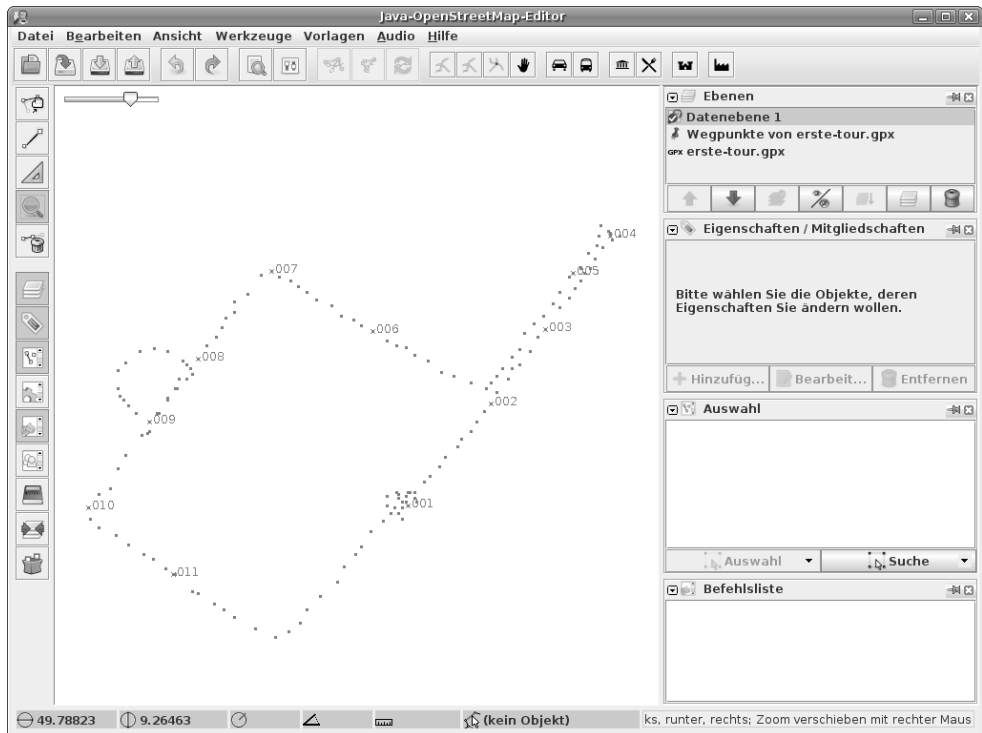 Java-OpenStreetMap-Editor
Datei Bearbeiten Ansicht Werkzeuge Vorlagen Audio Hilfe
Ebenen
Datenebene 1
Wegpunkte von erste-tour.gpx
GPX erste-tour.gpx
Eigenschaften / Mitgliedschaften
Bitte wählen Sie die Objekte, deren
Eigenschaften Sie ändern wollen.
Hinzufüg... Bearbeit... Entfernen
Auswahl
Auswahl Suche
Befehlsliste
004
007
005
003
006
008
002
009
010
001
011
49.78823 9.26463 (kein Objekt) ks, runter, rechts; Zoom verschieben mit rechter Maus